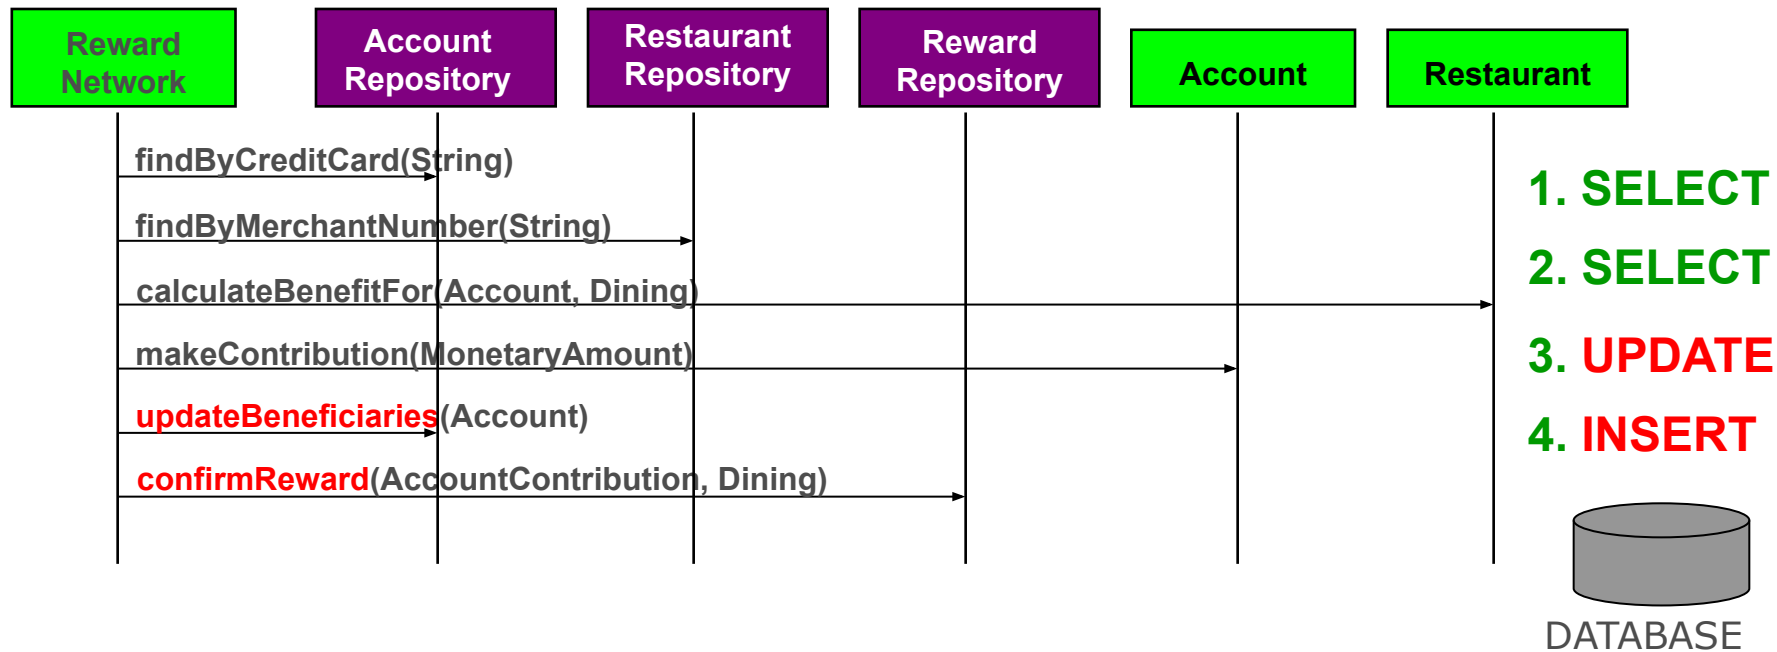 Reward
Network
Account
Repository
Restaurant
Repository
Reward
Repository
Account
Restaurant
findByCreditCard(String)
findByMerchantNumber(String)
calculateBenefitFor(Account, Dining)
makeContribution(MonetaryAmount)
updateBeneficiaries(Account)
confirmReward(AccountContribution, Dining)
1. SELECT
2. SELECT
3. UPDATE
4. INSERT
DATABASE